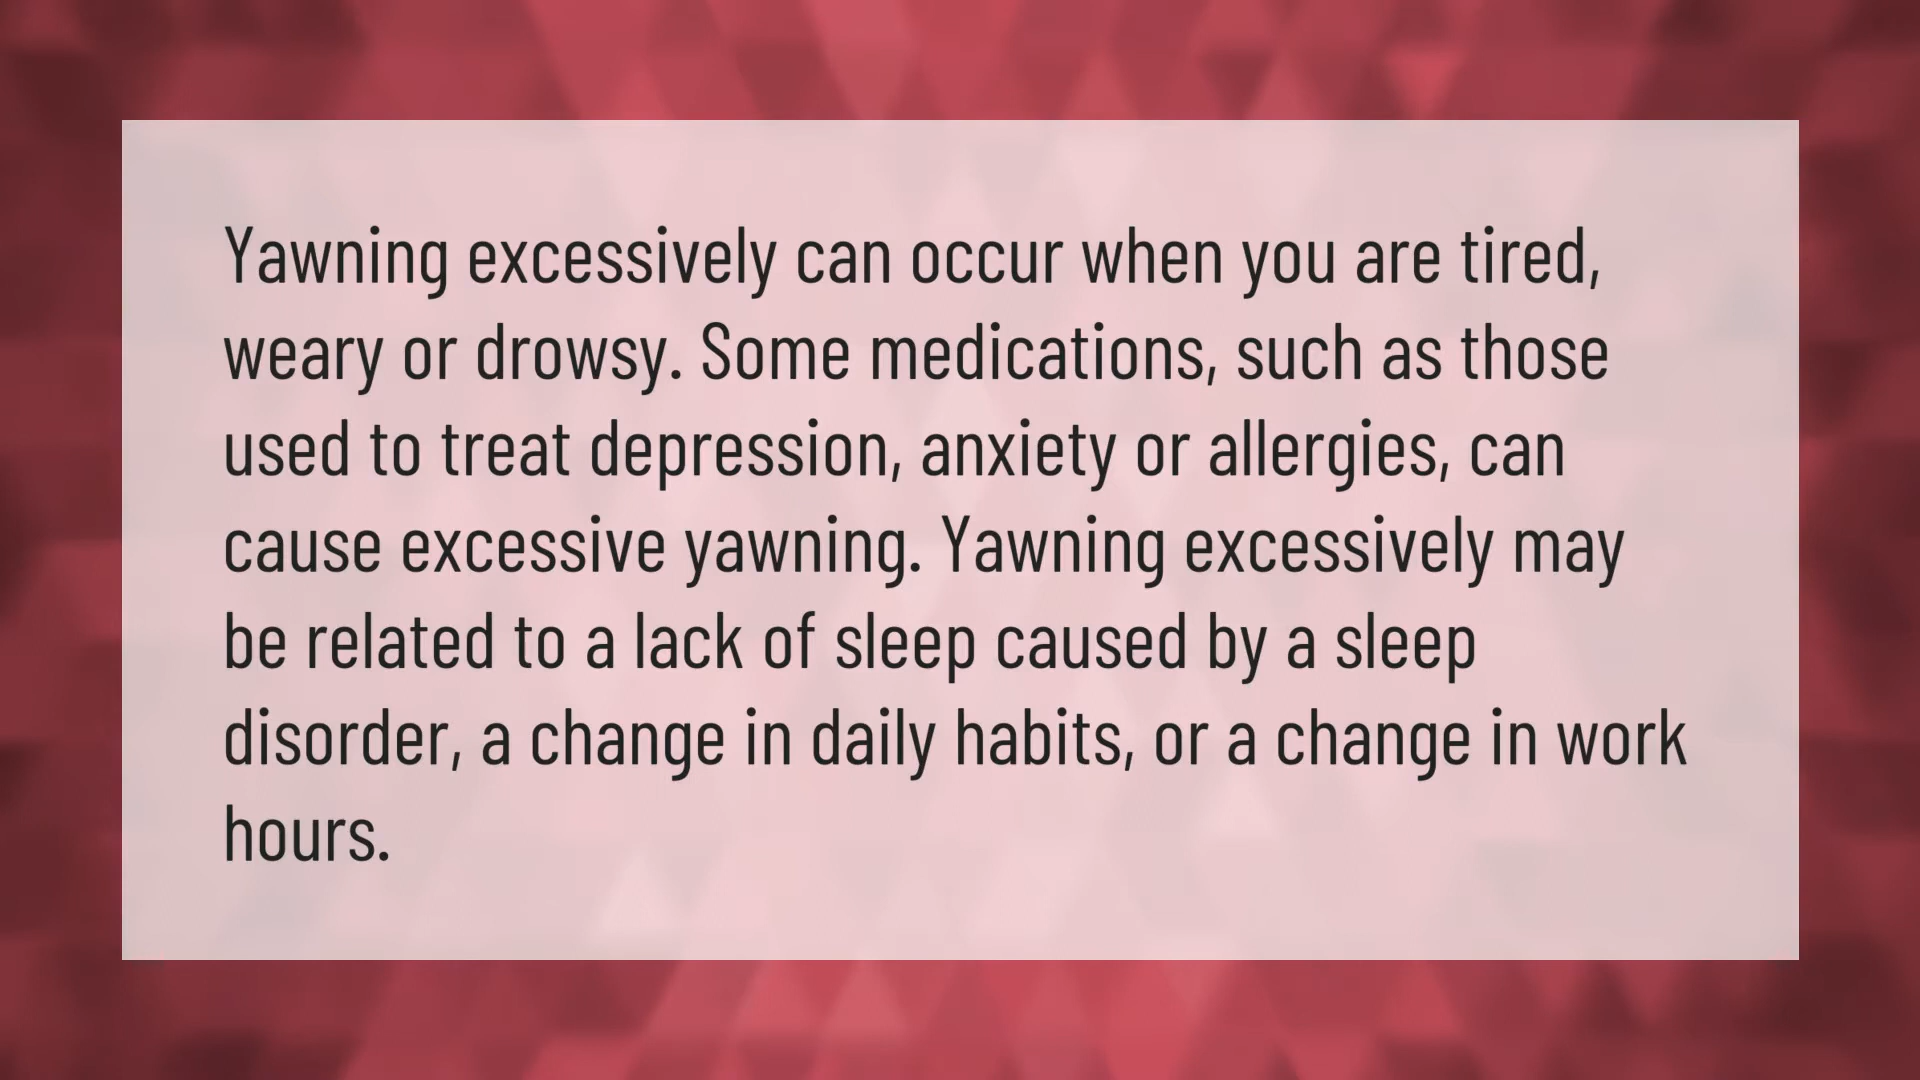 Yawning excessively can occur when you are tired,
weary or drowsy. Some medications, such as those
used to treat depression, anxiety or allergies, can
cause excessive yawning. Yawning excessively may
be related to a lack of sleep caused by a sleep
disorder, a change in daily habits, or a change in work
hours.